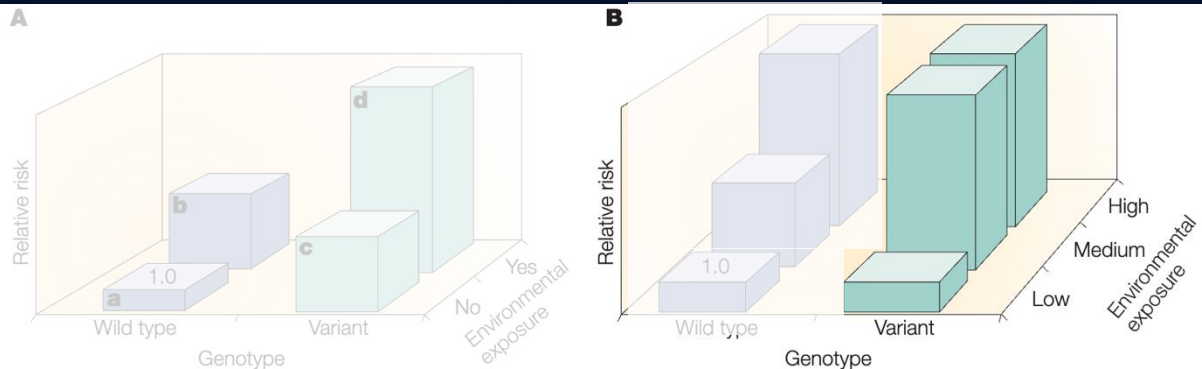 A
Relative risk
a
b
c
d
1.0
Wild type
Variant
Genotype
No
Yes
Environmental
exposure
B
Relative risk
1.0
Wild type
Variant
Genotype
Low
Medium
High
Environmental
exposure